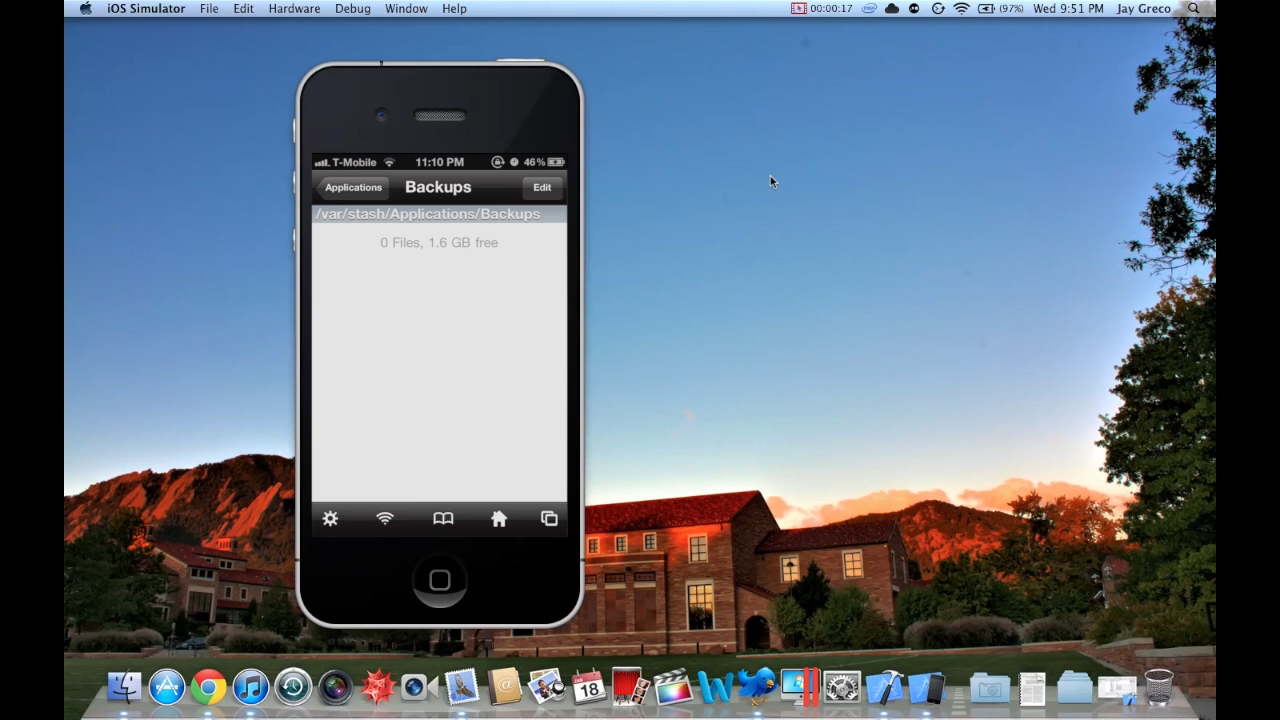 iOS Simulator File Edit Hardware Debug Window Help 00:00:17 (97%) Wed 9:51 PM Jay Greco
T-Mobile 11:10 PM 46%
Applications Backups Edit
/var/stash/Applications/Backups
0 Files, 1.6 GB free
JAN
18